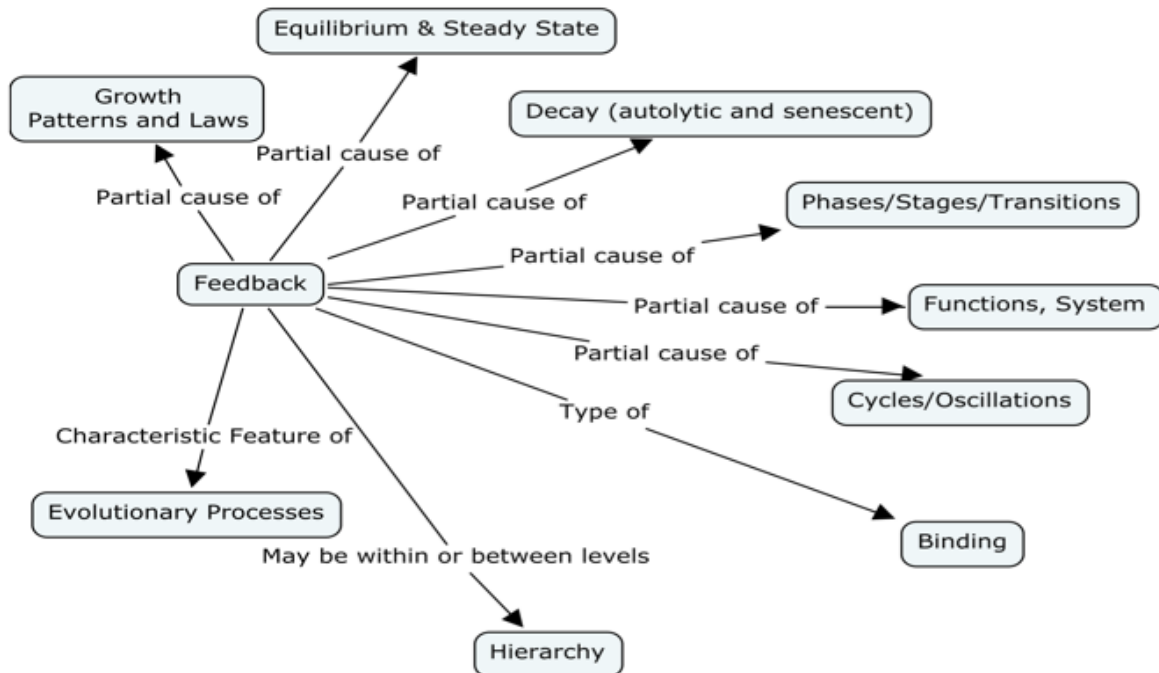 Equilibrium & Steady State
Growth
Patterns and Laws
Decay (autolytic and senescent)
Partial cause of
Partial cause of
Partial cause of
Phases/Stages/Transitions
Partial cause of
Feedback
Partial cause of
Functions, System
Partial cause of
Cycles/Oscillations
Type of
Characteristic Feature of
Evolutionary Processes
Binding
May be within or between levels
Hierarchy